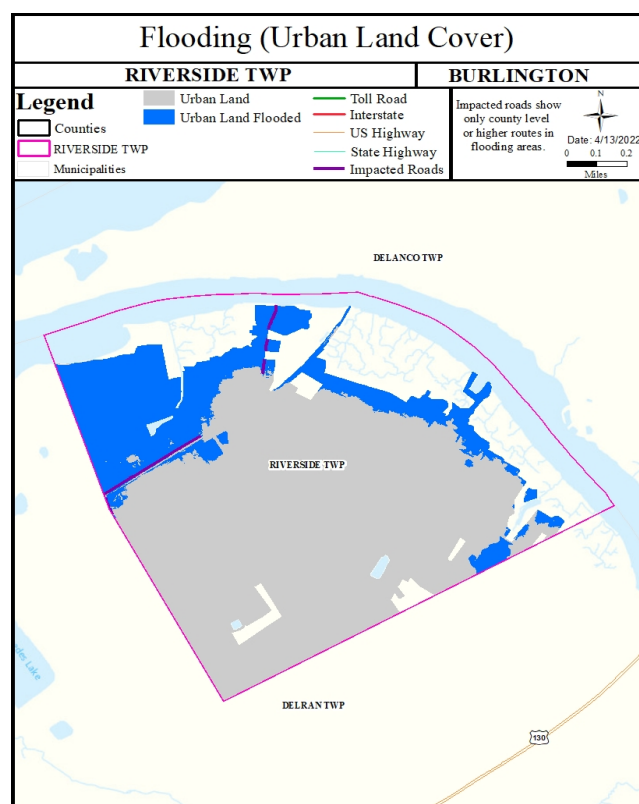 Flooding (Urban Land Cover)
RIVERSIDE TWP
BURLINGTON
Legend
Counties
RIVERSIDE TWP
Municipalities
Urban Land
Urban Land Flooded
Toll Road
Interstate
US Highway
State Highway
Impacted Roads
Impacted roads show
only county level
or higher routes in
flooding areas.
N
Date: 4/13/2022
0 0.1 0.2
Miles
DELANCO TWP
RIVERSIDE TWP
DELRAN TWP
Lake
130